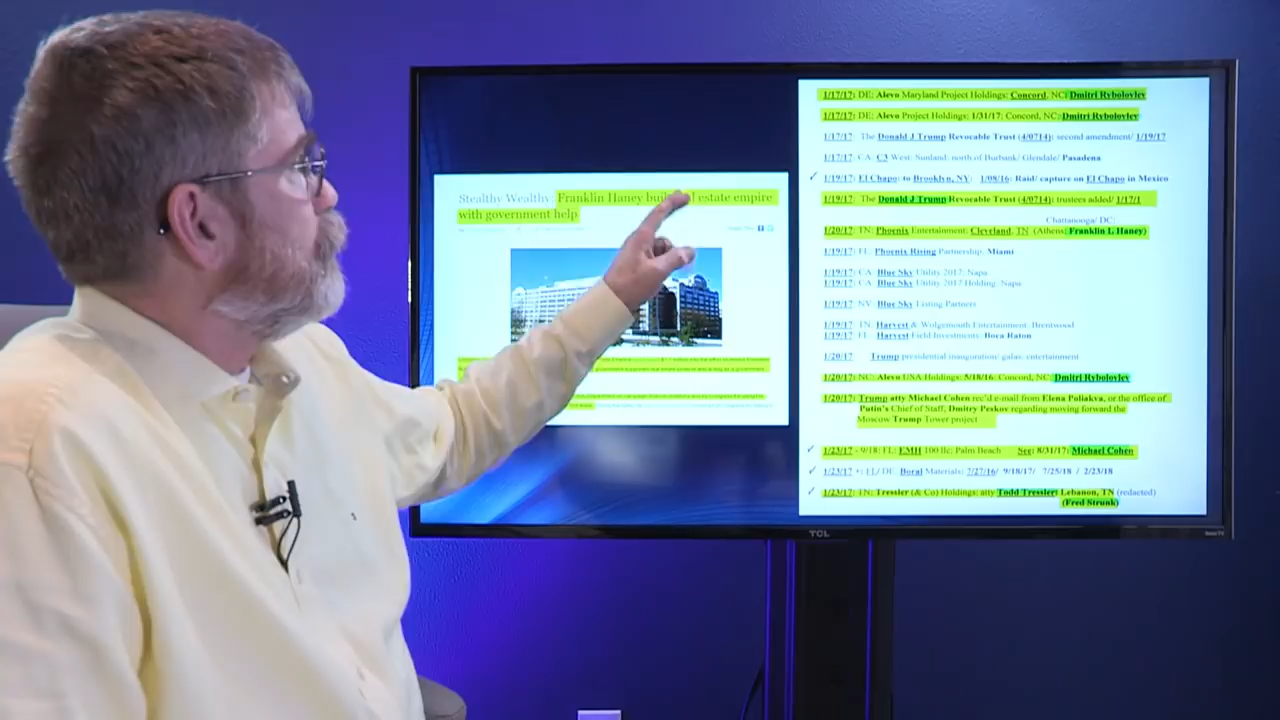 Stealthy Wealthy: Franklin Haney buil estate empire
with government help
1/17/17: DE: Alevo Maryland Project Holdings: Concord, NC: Dmitri Rybolovlev
1/17/17: DE: Alevo Project Holdings: 1/31/17: Concord, NC: Dmitri Rybolovlev
1/17/17 The Donald J Trump Revocable Trust (4/0714): second amendment/ 1/19/17
1/17/17 CA: C3 West: Sunland: north of Burbank/ Glendale/ Pasadena
✓ 1/19/17: El Chapo: to Brooklyn, NY: 1/08/16: Raid/ capture on El Chapo in Mexico
1/19/17: The Donald J Trump Revocable Trust (4/0714): trustees added/ 1/17/1
Chattanooga/ DC:
1/20/17: TN: Phoenix Entertainment: Cleveland, TN (Athens: Franklin L Haney)
1/19/17: FL: Phoenix Rising Partnership: Miami
1/19/17: CA: Blue Sky Utility 2017: Napa
1/19/17: CA: Blue Sky Utility 2017 Holding: Napa
1/19/17: NV: Blue Sky Listing Partners
1/19/17: TN: Harvest & Wolgemouth Entertainment: Brentwood
1/19/17: FL: Harvest Field Investments: Boca Raton
1/20/17 Trump presidential inauguration/ galas: entertainment
1/20/17: NC: Alevo USA Holdings: 5/18/16: Concord, NC: Dmitri Rybolovlev
1/20/17: Trump atty Michael Cohen rec'd e-mail from Elena Poliakva, or the office of
Putin's Chief of Staff, Dmitry Peskov regarding moving forward the
Moscow Trump Tower project
✓ 1/23/17 - 9/18: FL: EMH 100 llc: Palm Beach See: 8/31/17: Michael Cohen
✓ 1/23/17 +: FL/ DE: Boral Materials: 7/27/16/ 9/18/17/ 7/25/18 / 2/23/18
✓ 1/23/17: TN: Tressler (& Co) Holdings: atty Todd Tressler: Lebanon, TN (redacted)
(Fred Strunk)
TCL